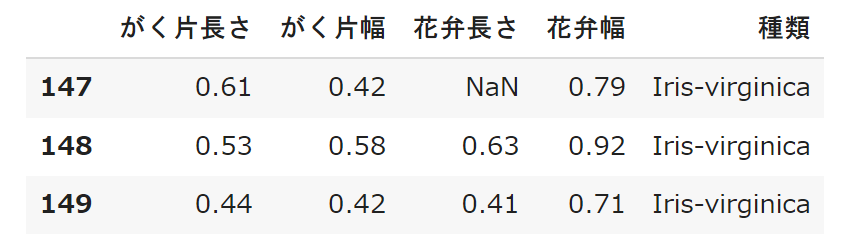 がく片長さ がく片幅 花弁長さ 花弁幅 種類
147 0.61 0.42 NaN 0.79 Iris-virginica
148 0.53 0.58 0.63 0.92 Iris-virginica
149 0.44 0.42 0.41 0.71 Iris-virginica